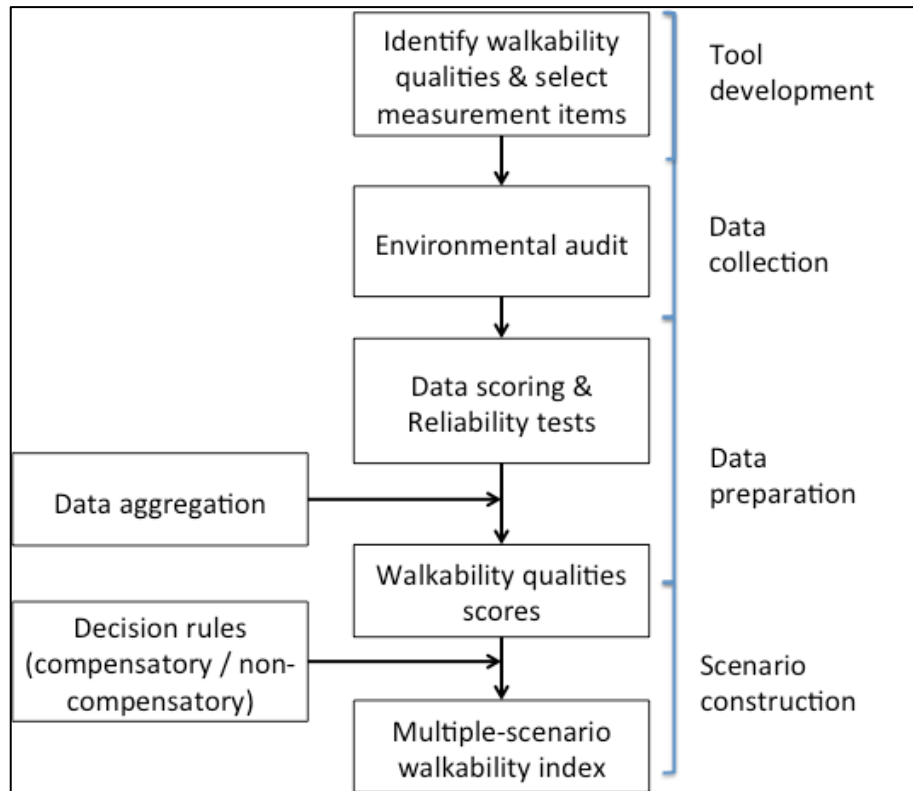 Identify walkability
qualities & select
measurement items
Tool
development
Environmental audit
Data
collection
Data scoring &
Reliability tests
Data aggregation
Data
preparation
Walkability qualities
scores
Decision rules
(compensatory / non-
compensatory)
Scenario
construction
Multiple-scenario
walkability index